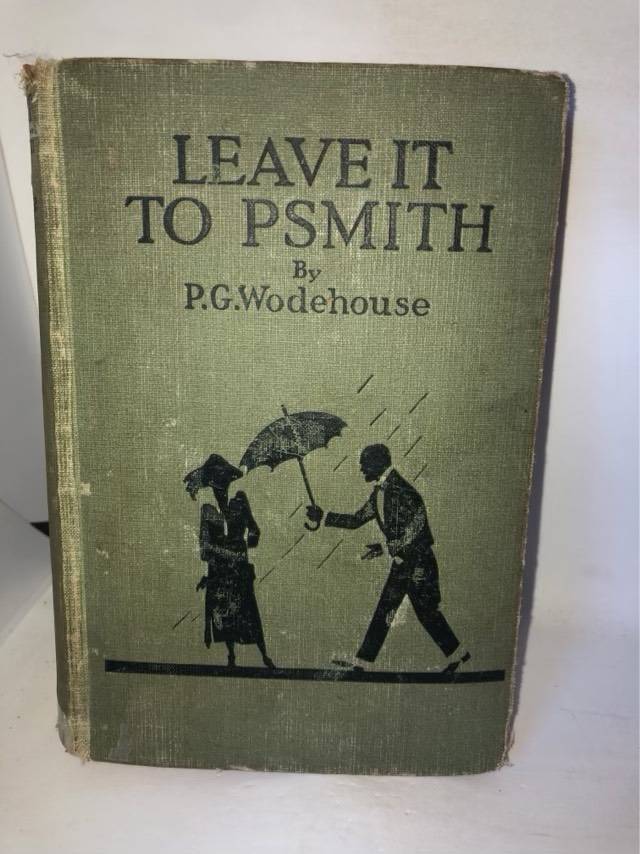 LEAVE IT
TO PSMITH
By
P.G.Wodehouse